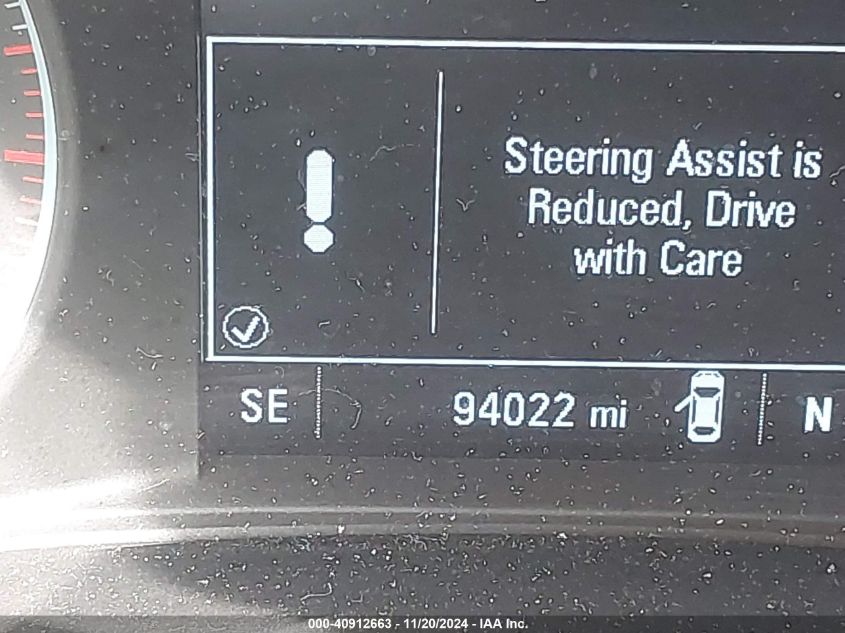 Steering Assist is
Reduced, Drive
with Care
SE
94022 mi
N
000-40912663 - 11/20/2024 - IAA Inc.